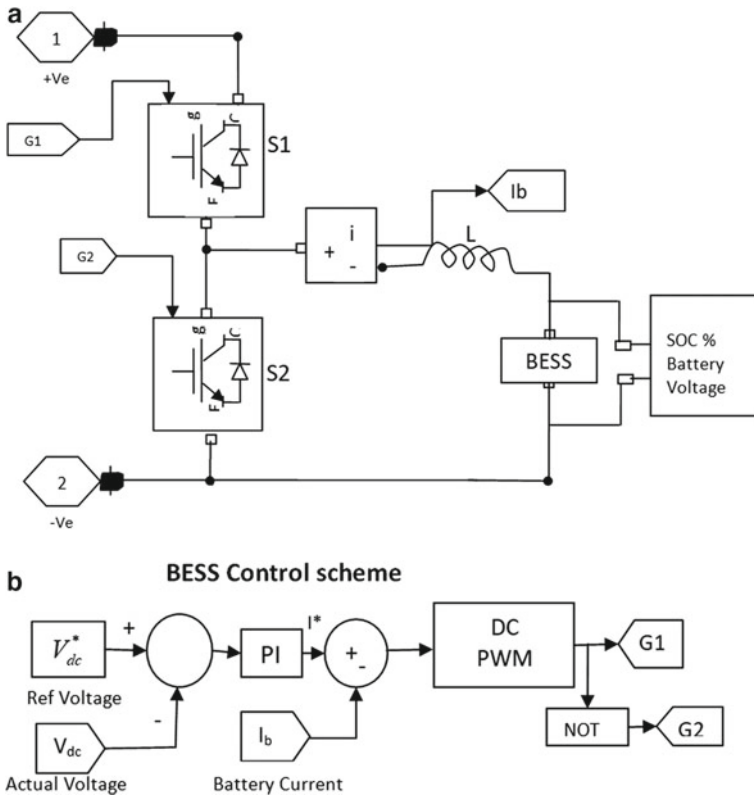 a
1
+Ve
G1
g
C
E
S1
G2
g
C
E
S2
i
+
-
Ib
L
BESS
SOC %
Battery
Voltage
2
-Ve
b
BESS Control scheme
V*dc
+
-
Ref Voltage
Vdc
Actual Voltage
PI
I*
+
-
Ib
Battery Current
DC
PWM
G1
NOT
G2